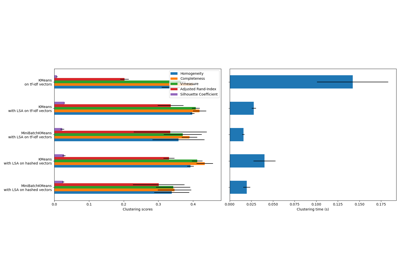 KMeans
on tf-idf vectors
KMeans
with LSA on tf-idf vectors
MiniBatchKMeans
with LSA on tf-idf vectors
KMeans
with LSA on hashed vectors
MiniBatchKMeans
with LSA on hashed vectors
Homogeneity
Completeness
V-measure
Adjusted Rand-Index
Silhouette Coefficient
0.0 0.1 0.2 0.3 0.4
Clustering scores
0.000 0.025 0.050 0.075 0.100 0.125 0.150 0.175
Clustering time (s)